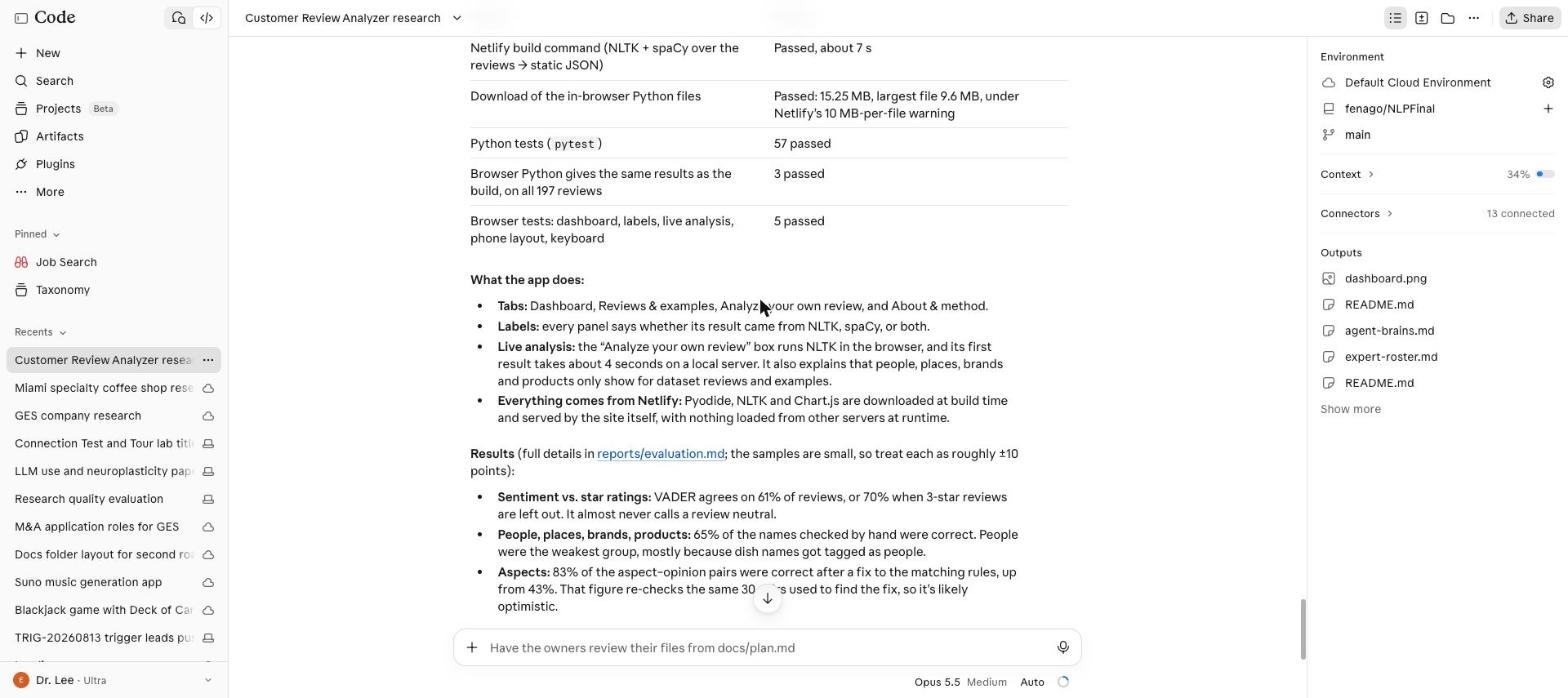 Code
Customer Review Analyzer research
Share
New
Search
Projects Beta
Artifacts
Plugins
More
Pinned
Job Search
Taxonomy
Recents
Customer Review Analyzer resea
Miami specialty coffee shop rese
GES company research
Connection Test and Tour lab titl
LLM use and neuroplasticity pap
Research quality evaluation
M&A application roles for GES
Docs folder layout for second ro
Suno music generation app
Blackjack game with Deck of Car
TRIG-20260813 trigger leads pu
E Dr. Lee · Ultra
Netlify build command (NLTK + spaCy over the
reviews → static JSON)
Passed, about 7 s
Download of the in-browser Python files
Passed: 15.25 MB, largest file 9.6 MB, under
Netlify's 10 MB-per-file warning
Python tests ( pytest )
57 passed
Browser Python gives the same results as the
build, on all 197 reviews
3 passed
Browser tests: dashboard, labels, live analysis,
phone layout, keyboard
5 passed
What the app does:
• Tabs: Dashboard, Reviews & examples, Analyze your own review, and About & method.
• Labels: every panel says whether its result came from NLTK, spaCy, or both.
• Live analysis: the “Analyze your own review” box runs NLTK in the browser, and its first
result takes about 4 seconds on a local server. It also explains that people, places, brands
and products only show for dataset reviews and examples.
• Everything comes from Netlify: Pyodide, NLTK and Chart.js are downloaded at build time
and served by the site itself, with nothing loaded from other servers at runtime.
Results (full details in reports/evaluation.md; the samples are small, so treat each as roughly ±10
points):
• Sentiment vs. star ratings: VADER agrees on 61% of reviews, or 70% when 3-star reviews
are left out. It almost never calls a review neutral.
• People, places, brands, products: 65% of the names checked by hand were correct. People
were the weakest group, mostly because dish names got tagged as people.
• Aspects: 83% of the aspect–opinion pairs were correct after a fix to the matching rules, up
from 43%. That figure re-checks the same 30 used to find the fix, so it's likely
optimistic.
Have the owners review their files from docs/plan.md
Opus 5.5 Medium Auto
Environment
Default Cloud Environment
fenago/NLPFinal
main
Context 34%
Connectors 13 connected
Outputs
dashboard.png
README.md
agent-brains.md
expert-roster.md
README.md
Show more